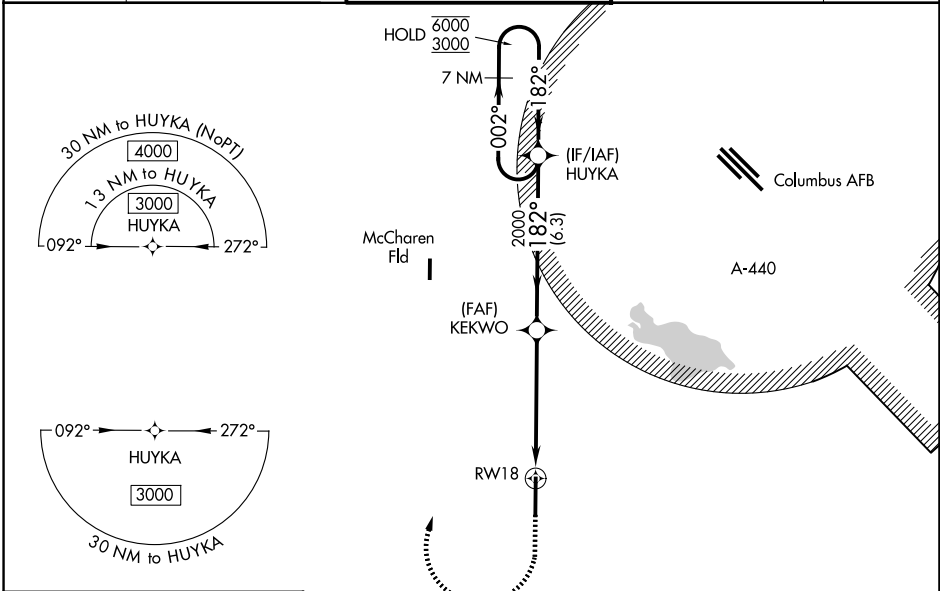 HOLD 6000
3000
7 NM
182°
002°
(IF/IAF)
HUYKA
30 NM to HUYKA (NoPT)
4000
13 NM to HUYKA
3000
HUYKA
092°
272°
Columbus AFB
2000
182°
(6.3)
McCharen
Fld
A-440
(FAF)
KEKWO
092°
272°
HUYKA
3000
30 NM to HUYKA
RW18